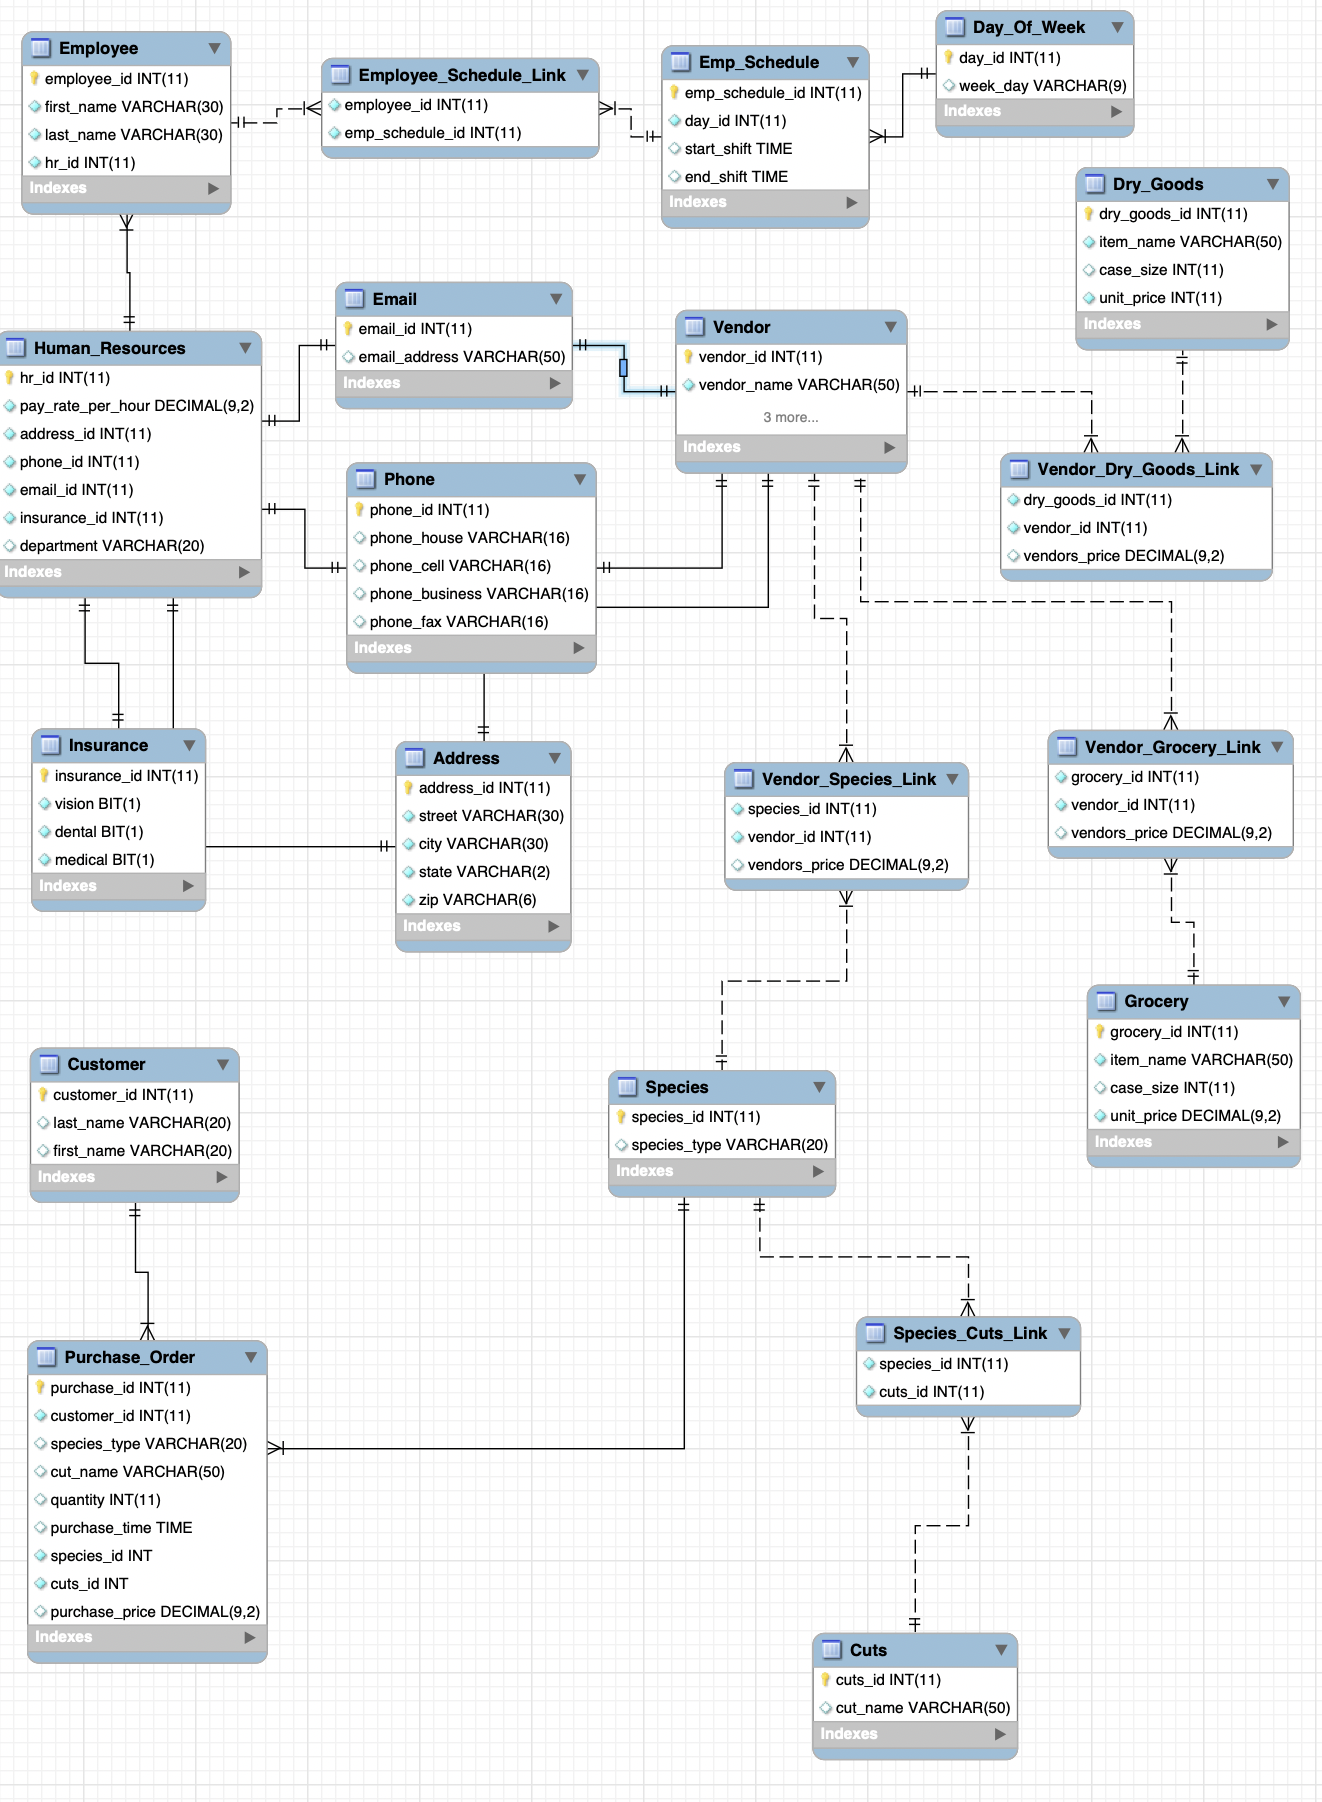 Employee
employee_id INT(11)
first_name VARCHAR(30)
last_name VARCHAR(30)
hr_id INT(11)
Indexes
Employee_Schedule_Link
employee_id INT(11)
emp_schedule_id INT(11)
Emp_Schedule
emp_schedule_id INT(11)
day_id INT(11)
start_shift TIME
end_shift TIME
Indexes
Day_Of_Week
day_id INT(11)
week_day VARCHAR(9)
Indexes
Dry_Goods
dry_goods_id INT(11)
item_name VARCHAR(50)
case_size INT(11)
unit_price INT(11)
Indexes
Human_Resources
hr_id INT(11)
pay_rate_per_hour DECIMAL(9,2)
address_id INT(11)
phone_id INT(11)
email_id INT(11)
insurance_id INT(11)
department VARCHAR(20)
Indexes
Email
email_id INT(11)
email_address VARCHAR(50)
Indexes
Vendor
vendor_id INT(11)
vendor_name VARCHAR(50)
3 more...
Indexes
Phone
phone_id INT(11)
phone_house VARCHAR(16)
phone_cell VARCHAR(16)
phone_business VARCHAR(16)
phone_fax VARCHAR(16)
Indexes
Vendor_Dry_Goods_Link
dry_goods_id INT(11)
vendor_id INT(11)
vendors_price DECIMAL(9,2)
Insurance
insurance_id INT(11)
vision BIT(1)
dental BIT(1)
medical BIT(1)
Indexes
Address
address_id INT(11)
street VARCHAR(30)
city VARCHAR(30)
state VARCHAR(2)
zip VARCHAR(6)
Indexes
Vendor_Species_Link
species_id INT(11)
vendor_id INT(11)
vendors_price DECIMAL(9,2)
Vendor_Grocery_Link
grocery_id INT(11)
vendor_id INT(11)
vendors_price DECIMAL(9,2)
Grocery
grocery_id INT(11)
item_name VARCHAR(50)
case_size INT(11)
unit_price DECIMAL(9,2)
Indexes
Customer
customer_id INT(11)
last_name VARCHAR(20)
first_name VARCHAR(20)
Indexes
Species
species_id INT(11)
species_type VARCHAR(20)
Indexes
Purchase_Order
purchase_id INT(11)
customer_id INT(11)
species_type VARCHAR(20)
cut_name VARCHAR(50)
quantity INT(11)
purchase_time TIME
species_id INT
cuts_id INT
purchase_price DECIMAL(9,2)
Indexes
Species_Cuts_Link
species_id INT(11)
cuts_id INT(11)
Cuts
cuts_id INT(11)
cut_name VARCHAR(50)
Indexes